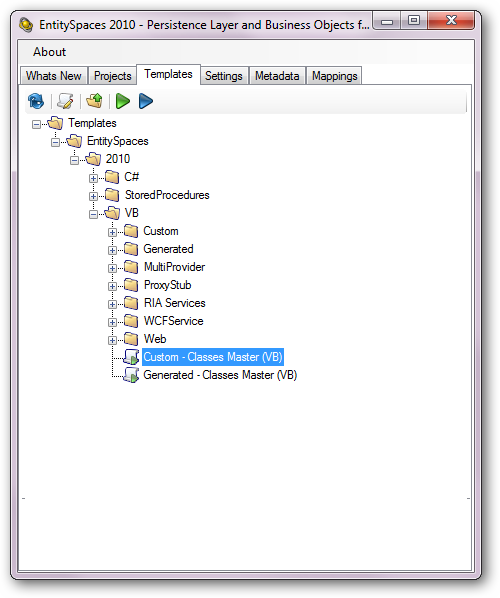 EntitySpaces 2010 - Persistence Layer and Business Objects f...
About
Whats New Projects Templates Settings Metadata Mappings
Templates
EntitySpaces
2010
C#
StoredProcedures
VB
Custom
Generated
MultiProvider
ProxyStub
RIA Services
WCFService
Web
Custom - Classes Master (VB)
Generated - Classes Master (VB)